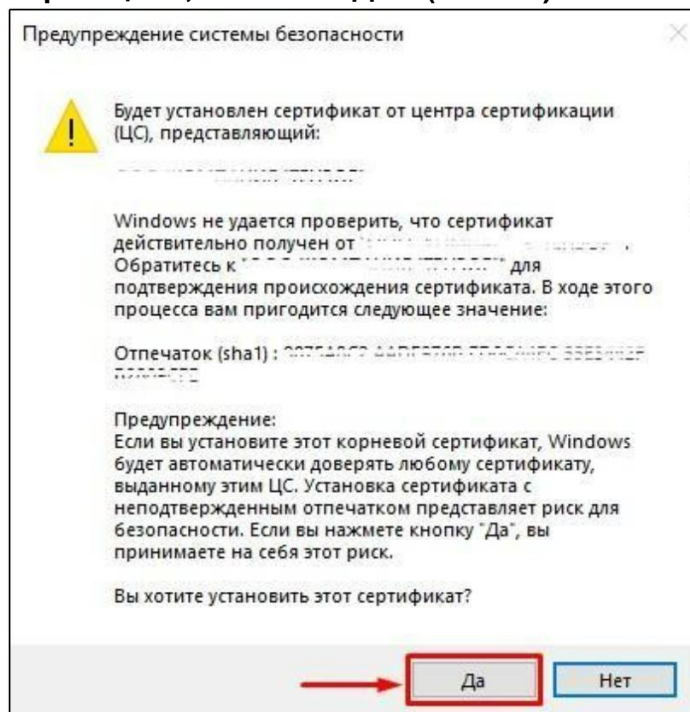 Предупреждение системы безопасности
Будет установлен сертификат от центра сертификации
(ЦС), представляющий:
Windows не удается проверить, что сертификат
действительно получен от
Обратитесь к для
подтверждения происхождения сертификата. В ходе этого
процесса вам пригодится следующее значение:
Отпечаток (sha1) :
Предупреждение:
Если вы установите этот корневой сертификат, Windows
будет автоматически доверять любому сертификату,
выданному этим ЦС. Установка сертификата с
неподтвержденным отпечатком представляет риск для
безопасности. Если вы нажмете кнопку "Да", вы
принимаете на себя этот риск.
Вы хотите установить этот сертификат?
Да Нет